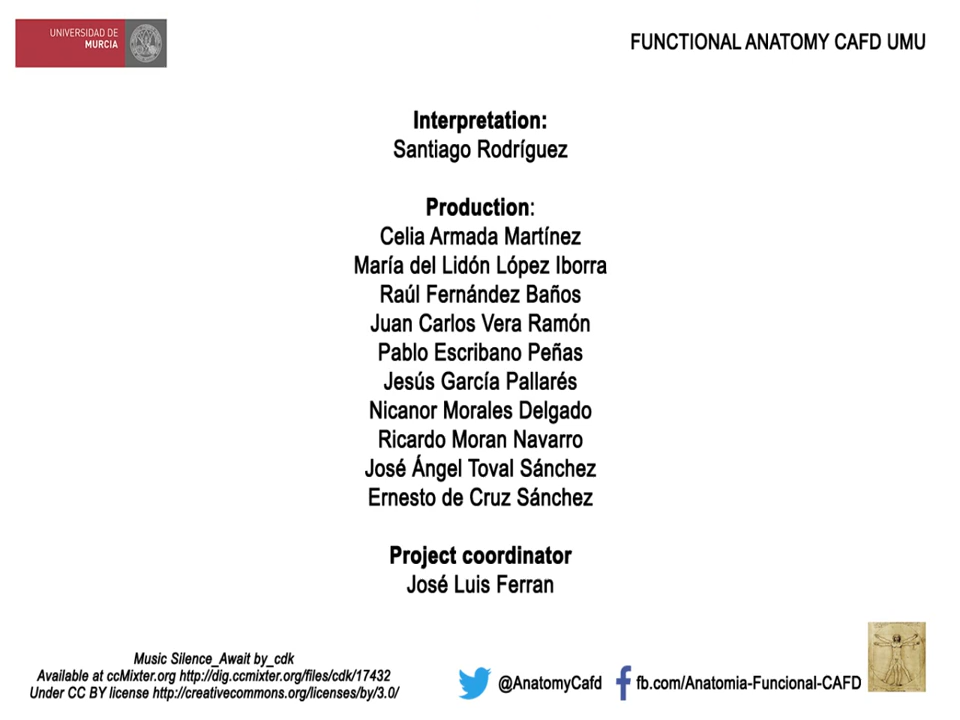 UNIVERSIDAD DE
MURCIA
FUNCTIONAL ANATOMY CAFD UMU
Interpretation:
Santiago Rodríguez
Production:
Celia Armada Martínez
María del Lidón López Iborra
Raúl Fernández Baños
Juan Carlos Vera Ramón
Pablo Escribano Peñas
Jesús García Pallarés
Nicanor Morales Delgado
Ricardo Moran Navarro
José Ángel Toval Sánchez
Ernesto de Cruz Sánchez
Project coordinator
José Luis Ferran
Music Silence_Await by_cdk
Available at ccMixter.org http://dig.ccmixter.org/files/cdk/17432
Under CC BY license http://creativecommons.org/licenses/by/3.0/
@AnatomyCafd
fb.com/Anatomia-Funcional-CAFD